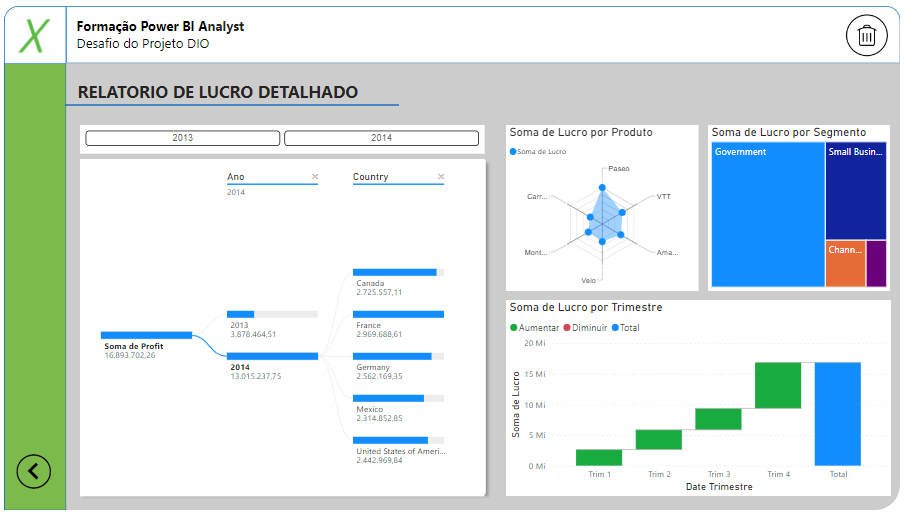 Formação Power BI Analyst
Desafio do Projeto DIO
RELATORIO DE LUCRO DETALHADO
2013
2014
Ano
2014
Country
Soma de Profit
16.893.702,26
2013
3.878.464,51
2014
13.015.237,75
Canada
2.725.557,11
France
2.969.688,61
Germany
2.562.169,35
Mexico
2.314.852,85
United States of Ameri...
2.442.969,84
Soma de Lucro por Produto
Soma de Lucro
Paseo
VTT
Ama...
Velo
Mont...
Carr...
Soma de Lucro por Segmento
Government
Small Busin...
Chann...
Soma de Lucro por Trimestre
Aumentar Diminuir Total
Soma de Lucro
20 Mi
15 Mi
10 Mi
5 Mi
0 Mi
Trim 1 Trim 2 Trim 3 Trim 4 Total
Date Trimestre